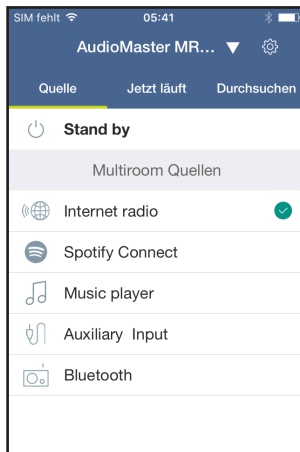 SIM fehlt 05:41
AudioMaster MR... ▼
Quelle Jetzt läuft Durchsuchen
Stand by
Multiroom Quellen
Internet radio
Spotify Connect
Music player
Auxiliary Input
Bluetooth